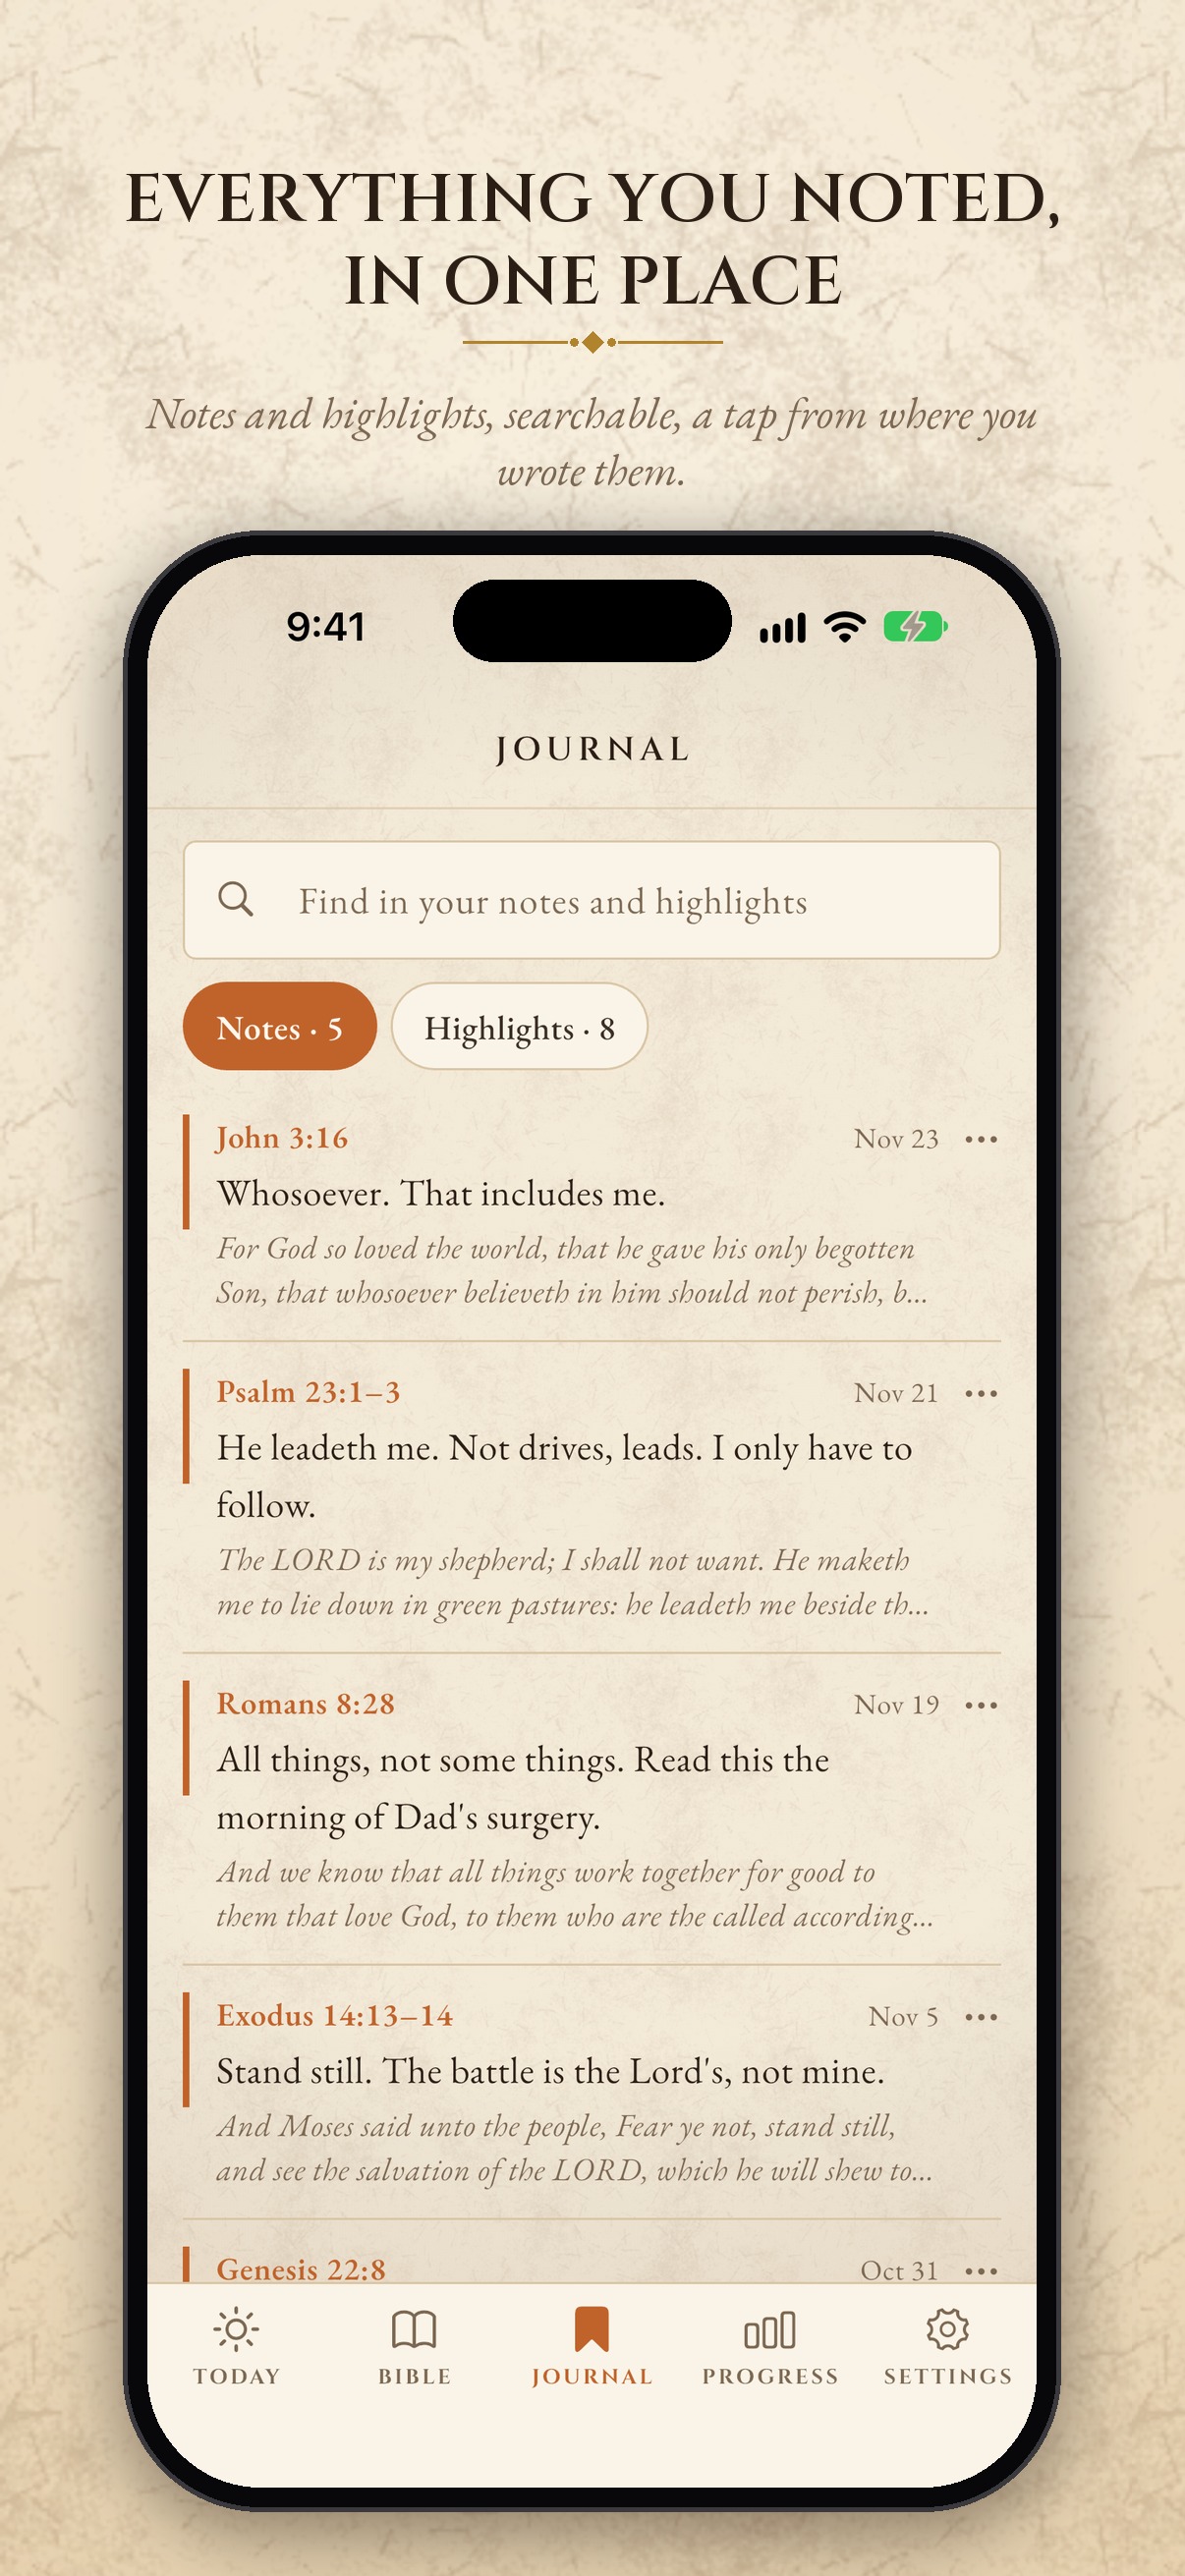 EVERYTHING YOU NOTED,
IN ONE PLACE
Notes and highlights, searchable, a tap from where you
wrote them.
9:41
JOURNAL
Find in your notes and highlights
Notes · 5
Highlights · 8
John 3:16
Nov 23
Whosoever. That includes me.
For God so loved the world, that he gave his only begotten
Son, that whosoever believeth in him should not perish, b...
Psalm 23:1–3
Nov 21
He leadeth me. Not drives, leads. I only have to
follow.
The LORD is my shepherd; I shall not want. He maketh
me to lie down in green pastures: he leadeth me beside th...
Romans 8:28
Nov 19
All things, not some things. Read this the
morning of Dad's surgery.
And we know that all things work together for good to
them that love God, to them who are the called according...
Exodus 14:13–14
Nov 5
Stand still. The battle is the Lord's, not mine.
And Moses said unto the people, Fear ye not, stand still,
and see the salvation of the LORD, which he will shew to...
Genesis 22:8
Oct 31
TODAY
BIBLE
JOURNAL
PROGRESS
SETTINGS